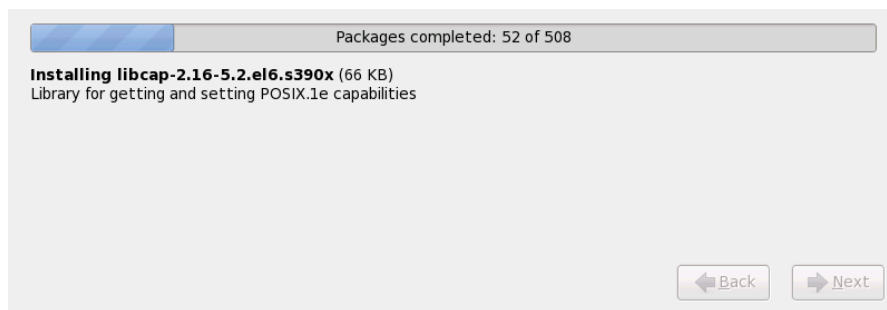 Packages completed: 52 of 508
Installing libcap-2.16-5.2.el6.s390x (66 KB)
Library for getting and setting POSIX.1e capabilities
Back
Next